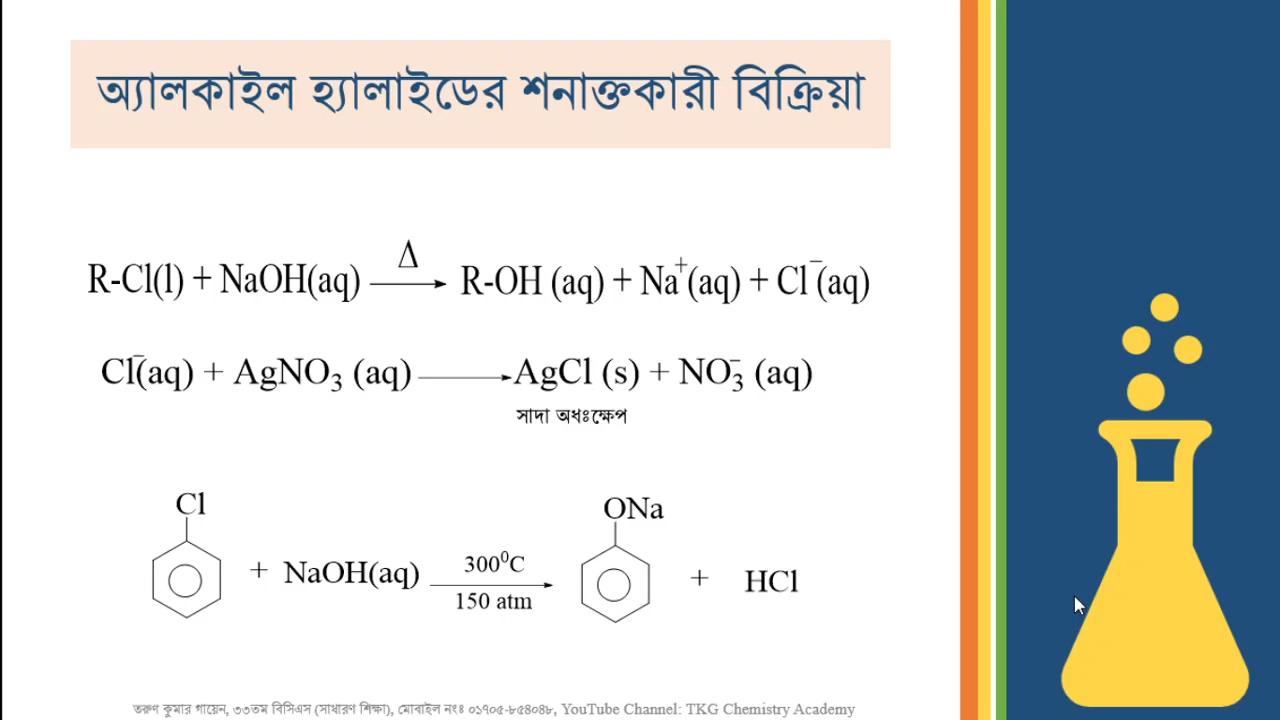 অ্যালকাইল হ্যালাইডের শনাক্তকারী বিক্রিয়া
Δ
R-Cl(l) + NaOH(aq) ⟶ R-OH (aq) + Na⁺(aq) + Cl⁻(aq)
Cl⁻(aq) + AgNO₃ (aq) ⟶ AgCl (s) + NO₃⁻ (aq)
সাদা অধঃক্ষেপ
Cl
ONa
+ NaOH(aq) 300⁰C ⟶ + HCl
150 atm
তরুণ কুমার গায়েন, ৩৩তম বিসিএস (সাধারণ শিক্ষা), মোবাইল নংঃ ০১৭০৫-৮৫৪০৪৮, YouTube Channel: TKG Chemistry Academy